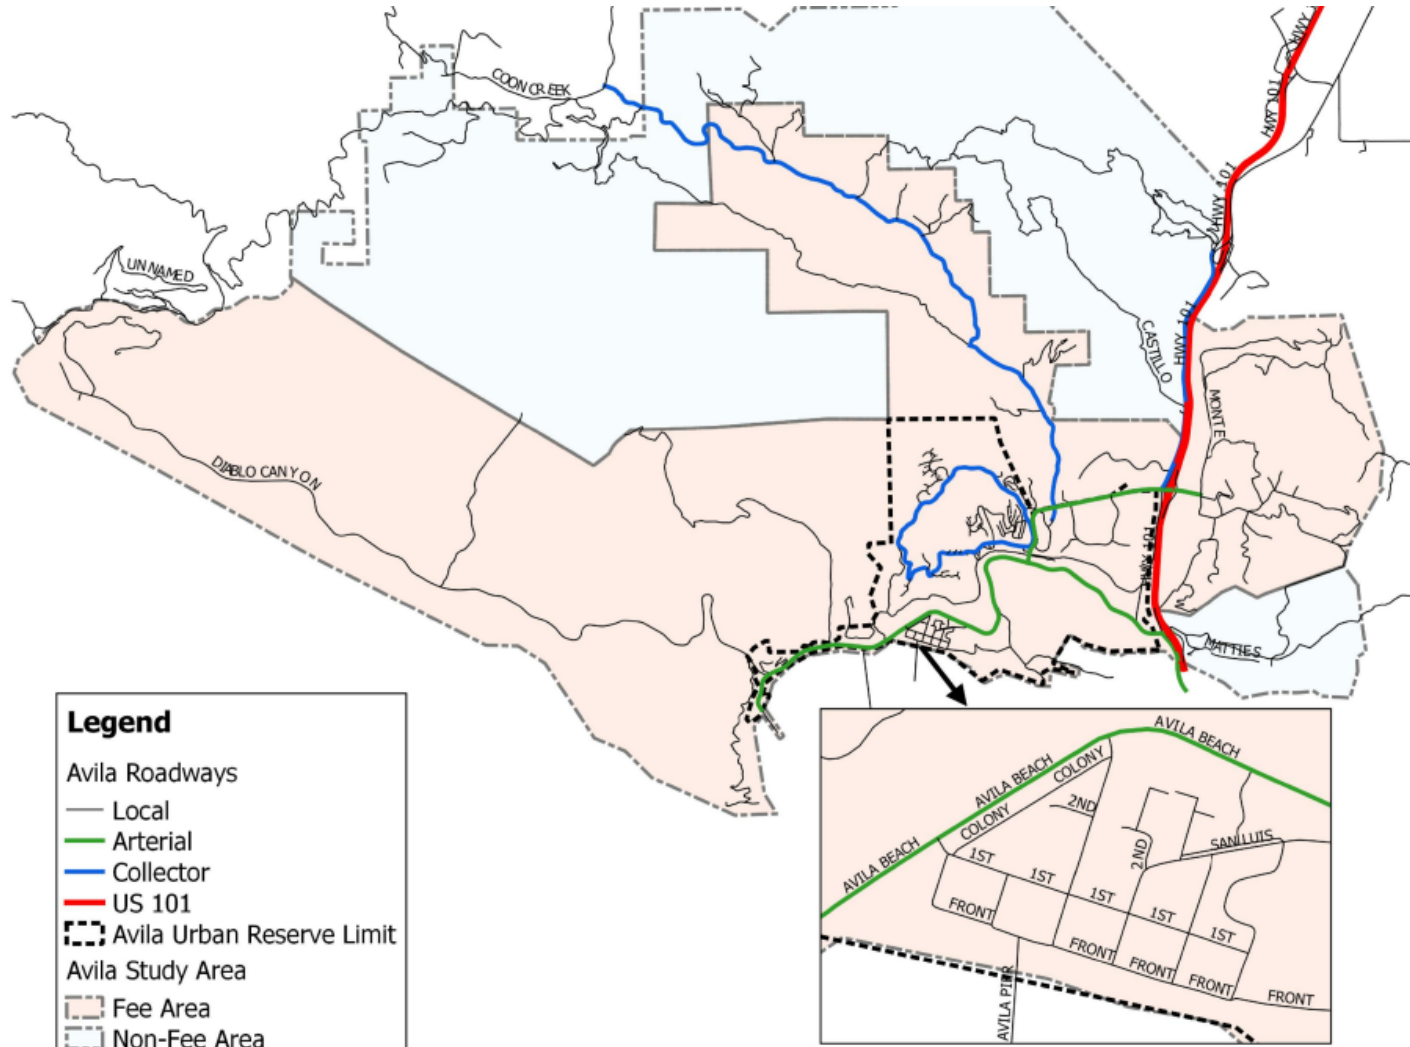 HWY 1
HWY 101
HWY 101
COON CREEK
UNNAMED
HWY 101
CASTILLO
MONTE
DIABLO CANYON
HWY 101
MATTIES
Legend
Avila Roadways
Local
Arterial
Collector
US 101
Avila Urban Reserve Limit
Avila Study Area
Fee Area
Non-Fee Area
AVILA BEACH
AVILA BEACH
COLONY
2ND
COLONY
AVILA BEACH
2ND
SAN LUIS
1ST
1ST
1ST
1ST
1ST
FRONT
FRONT
FRONT
FRONT
FRONT
AVILA PIER